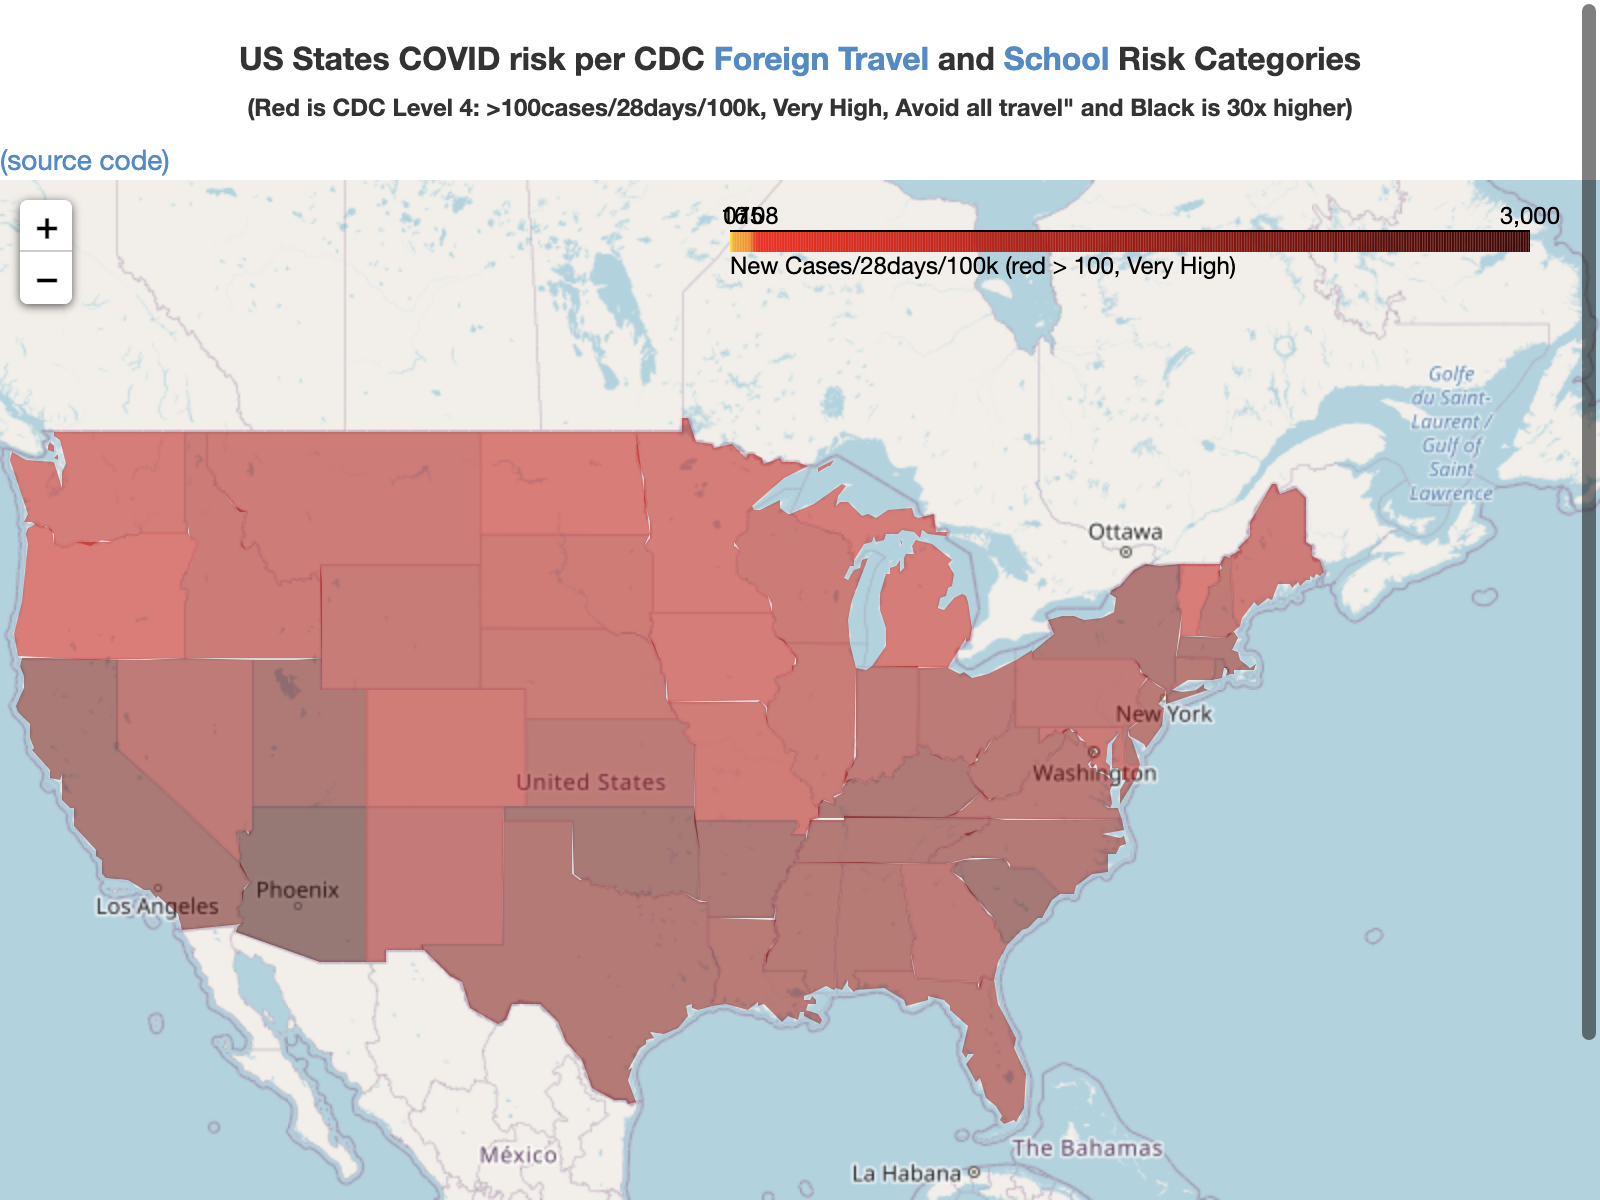 US States COVID risk per CDC Foreign Travel and School Risk Categories
(Red is CDC Level 4: >100cases/28days/100k, Very High, Avoid all travel" and Black is 30x higher)
(source code)
+
−
3,000
New Cases/28days/100k (red > 100, Very High)
Golfe
du Saint-
Laurent /
Gulf of
Saint
Lawrence
Ottawa
New York
Washington
United States
Phoenix
Los Angeles
The Bahamas
México
La Habana